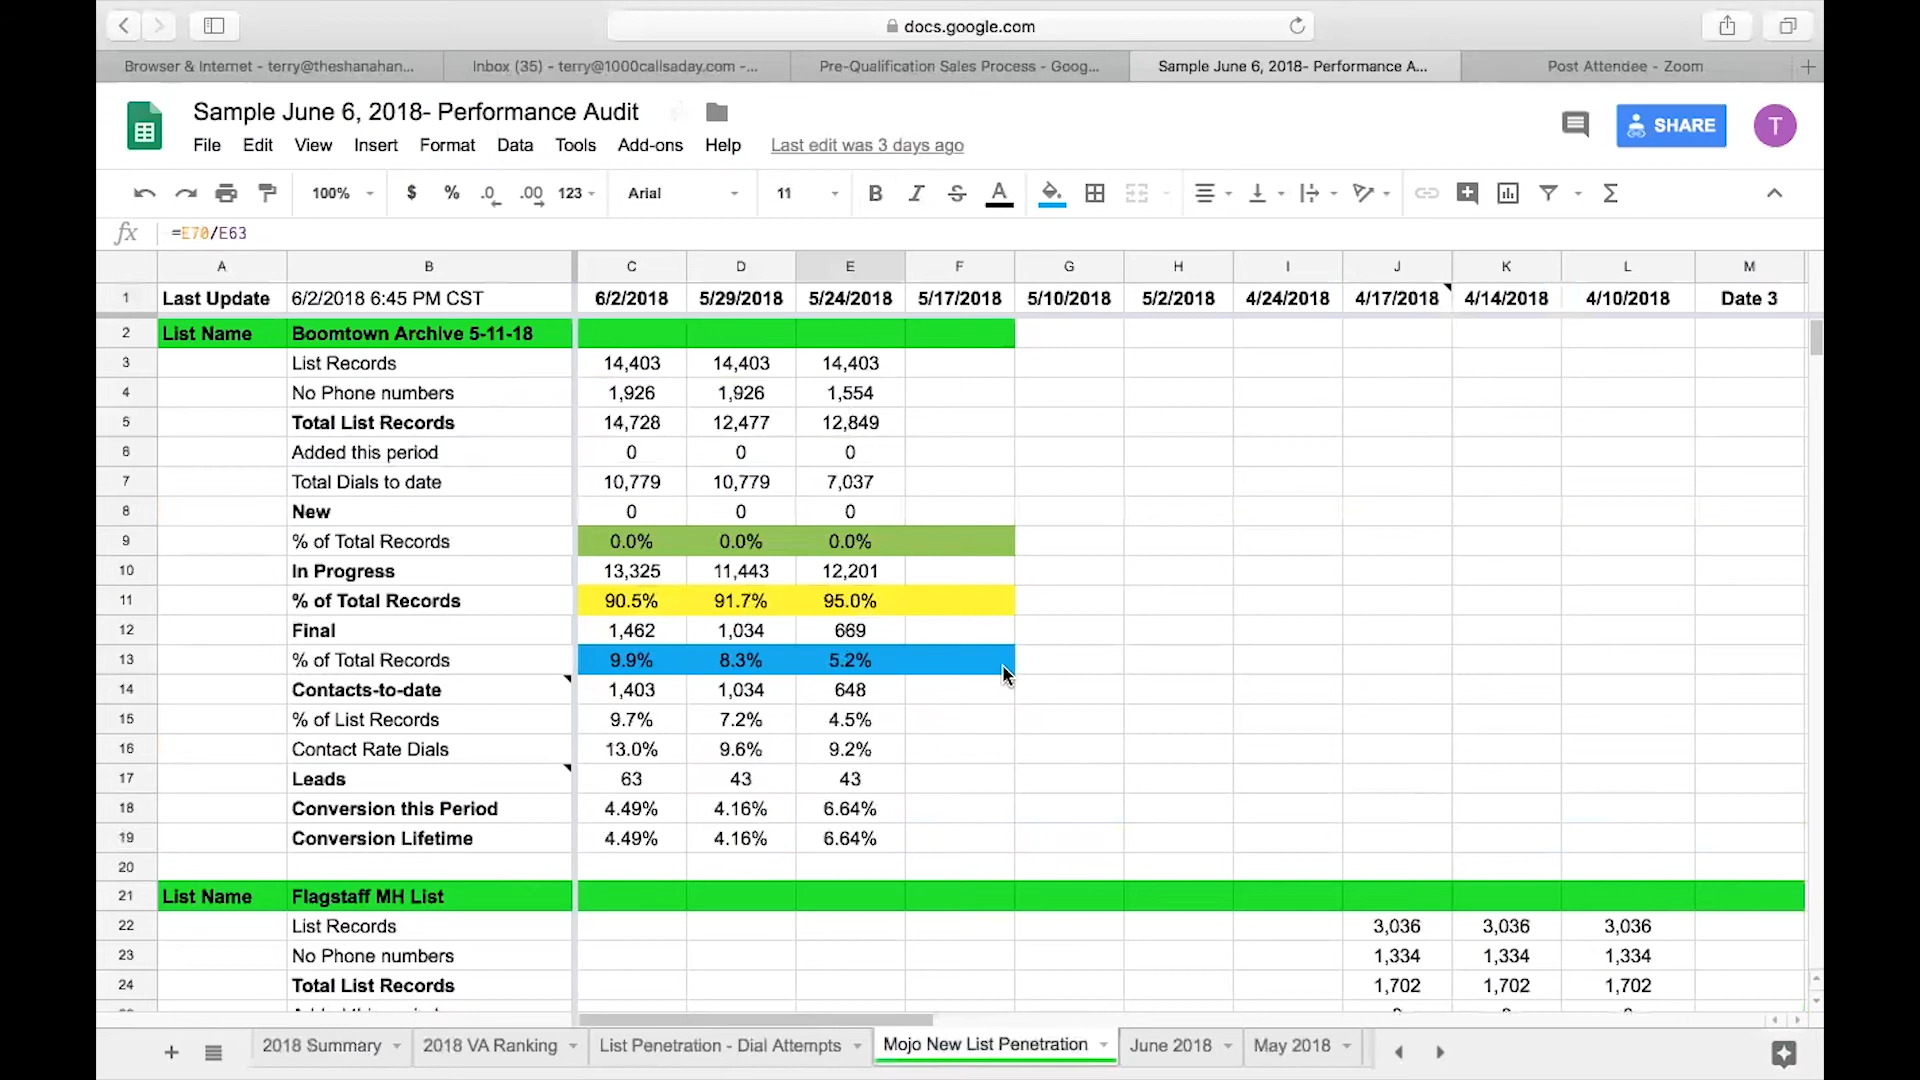 docs.google.com
Browser & Internet - terry@theshanahan... Inbox (35) - terry@1000callsaday.com -... Pre-Qualification Sales Process - Goog... Sample June 6, 2018- Performance A... Post Attendee - Zoom
Sample June 6, 2018- Performance Audit
SHARE T
File Edit View Insert Format Data Tools Add-ons Help Last edit was 3 days ago
100% $ % .0 .00 123 Arial 11 B I S A Σ
fx =E70/E63
A B C D E F G H I J K L M
1 Last Update 6/2/2018 6:45 PM CST 6/2/2018 5/29/2018 5/24/2018 5/17/2018 5/10/2018 5/2/2018 4/24/2018 4/17/2018 4/14/2018 4/10/2018 Date 3
2 List Name Boomtown Archive 5-11-18
3 List Records 14,403 14,403 14,403
4 No Phone numbers 1,926 1,926 1,554
5 Total List Records 14,728 12,477 12,849
6 Added this period 0 0 0
7 Total Dials to date 10,779 10,779 7,037
8 New 0 0 0
9 % of Total Records 0.0% 0.0% 0.0%
10 In Progress 13,325 11,443 12,201
11 % of Total Records 90.5% 91.7% 95.0%
12 Final 1,462 1,034 669
13 % of Total Records 9.9% 8.3% 5.2%
14 Contacts-to-date 1,403 1,034 648
15 % of List Records 9.7% 7.2% 4.5%
16 Contact Rate Dials 13.0% 9.6% 9.2%
17 Leads 63 43 43
18 Conversion this Period 4.49% 4.16% 6.64%
19 Conversion Lifetime 4.49% 4.16% 6.64%
20
21 List Name Flagstaff MH List
22 List Records 3,036 3,036 3,036
23 No Phone numbers 1,334 1,334 1,334
24 Total List Records 1,702 1,702 1,702
2018 Summary 2018 VA Ranking List Penetration - Dial Attempts Mojo New List Penetration June 2018 May 2018